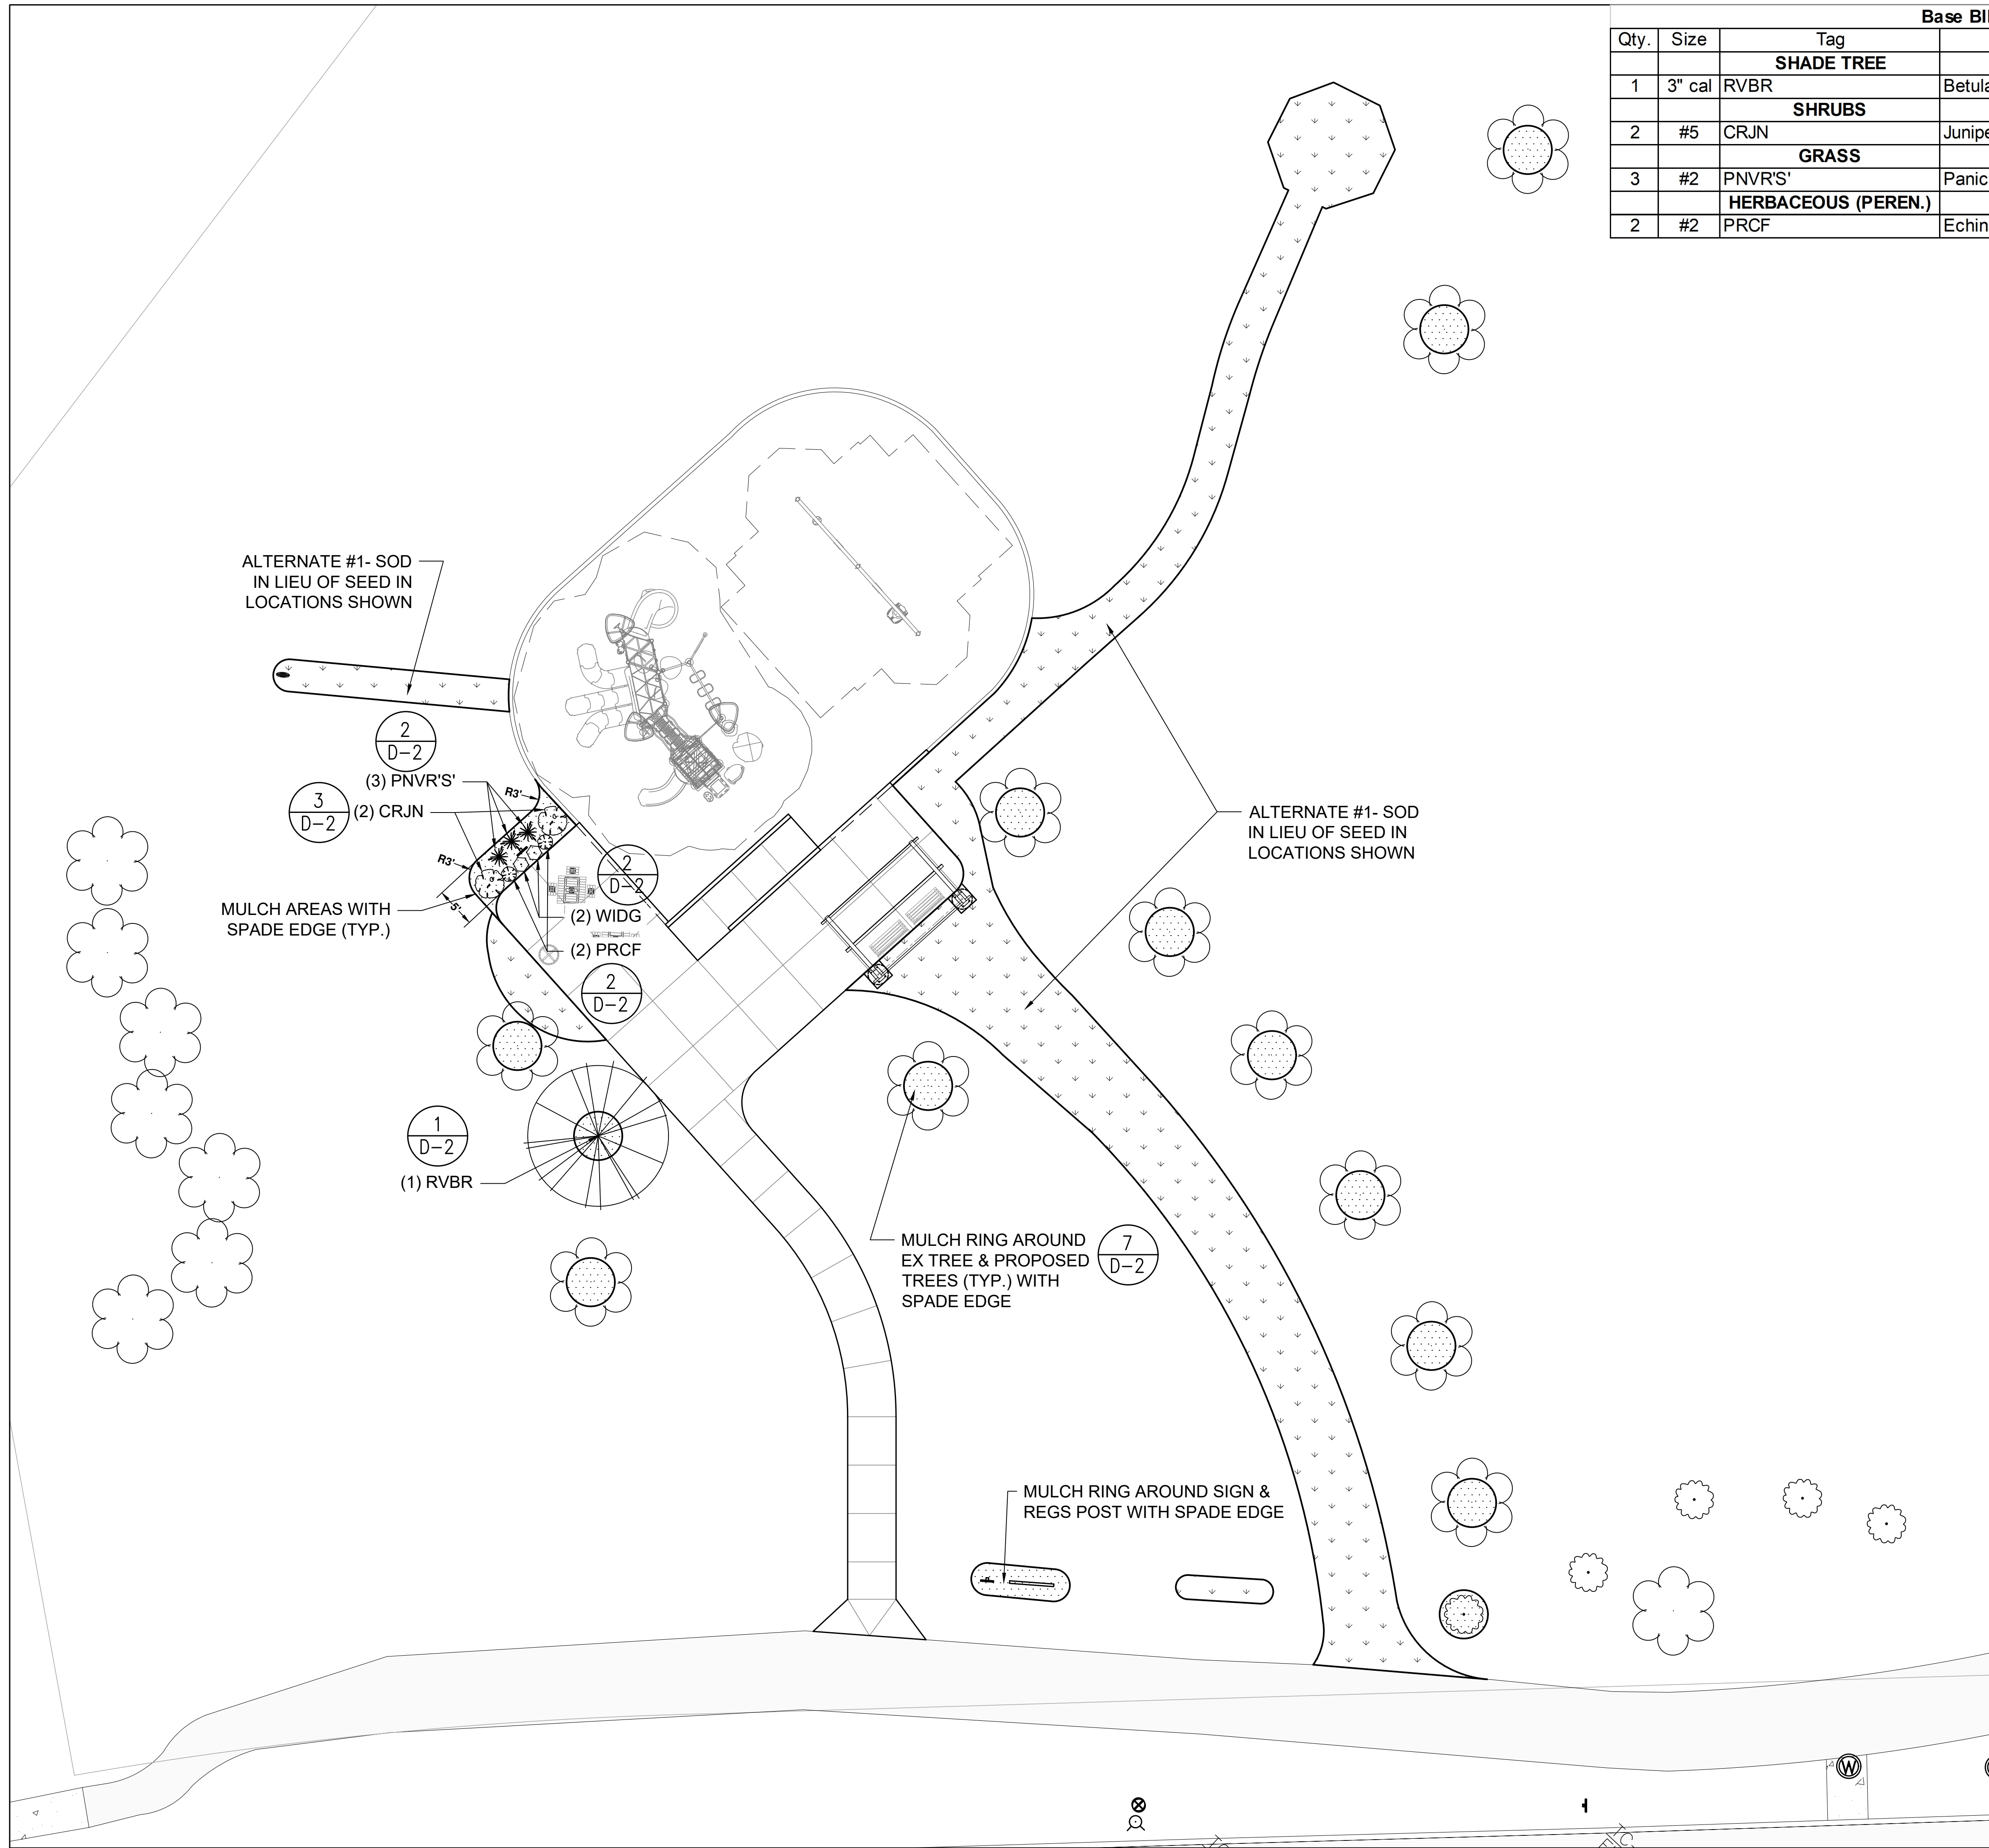 Base BI
Qty. Size Tag
SHADE TREE
1 3" cal RVBR Betula
SHRUBS
2 #5 CRJN Junipe
GRASS
3 #2 PNVR'S' Panic
HERBACEOUS (PEREN.)
2 #2 PRCF Echin
ALTERNATE #1- SOD
IN LIEU OF SEED IN
LOCATIONS SHOWN
2
D-2
(3) PNVR'S'
3
D-2
(2) CRJN
R3'
R3'
5'
MULCH AREAS WITH
SPADE EDGE (TYP.)
2
D-2
(2) WIDG
(2) PRCF
2
D-2
ALTERNATE #1- SOD
IN LIEU OF SEED IN
LOCATIONS SHOWN
1
D-2
(1) RVBR
MULCH RING AROUND
EX TREE & PROPOSED
TREES (TYP.) WITH
SPADE EDGE
7
D-2
MULCH RING AROUND SIGN &
REGS POST WITH SPADE EDGE
W